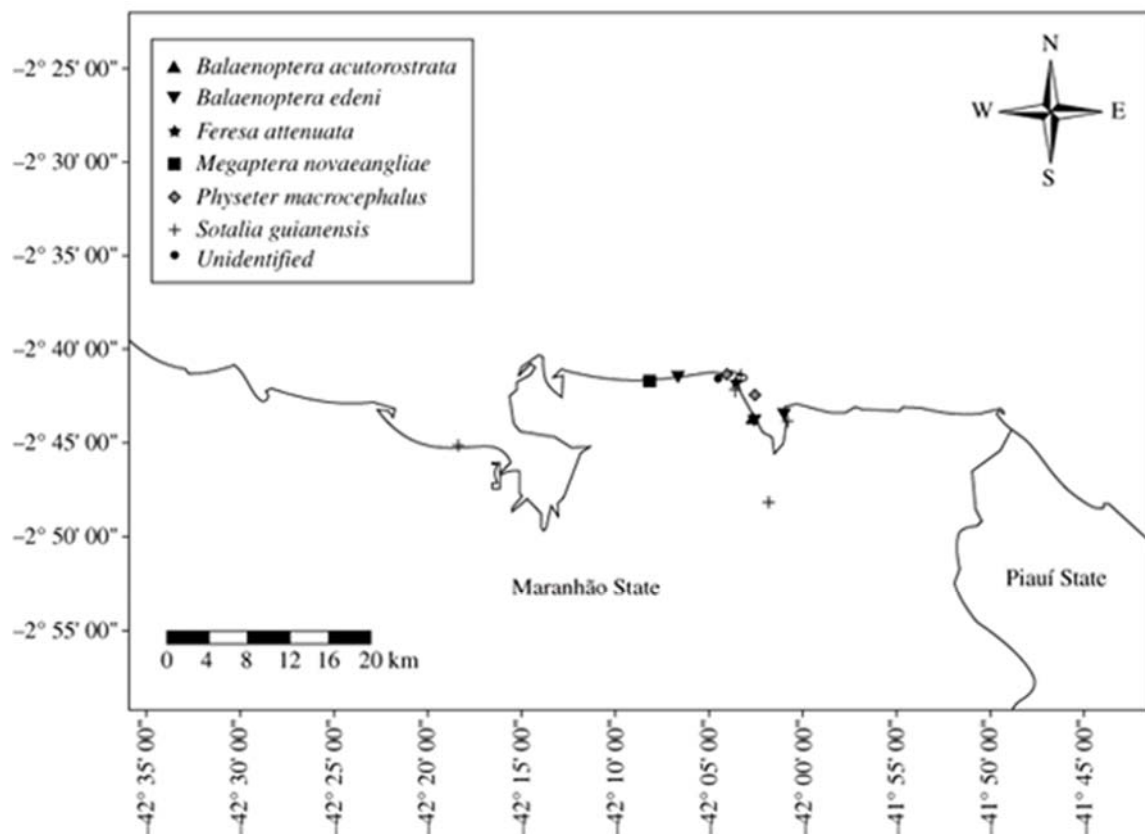 Balaenoptera acutorostrata
Balaenoptera edeni
Feresa attenuata
Megaptera novaeangliae
Physeter macrocephalus
Sotalia guianensis
Unidentified
N
W E
S
–2° 25' 00"
–2° 30' 00"
–2° 35' 00"
–2° 40' 00"
–2° 45' 00"
–2° 50' 00"
–2° 55' 00"
Maranhão State
Piauí State
0 4 8 12 16 20 km
–42° 35' 00"
–42° 30' 00"
–42° 25' 00"
–42° 20' 00"
–42° 15' 00"
–42° 10' 00"
–42° 05' 00"
–42° 00' 00"
–41° 55' 00"
–41° 50' 00"
–41° 45' 00"